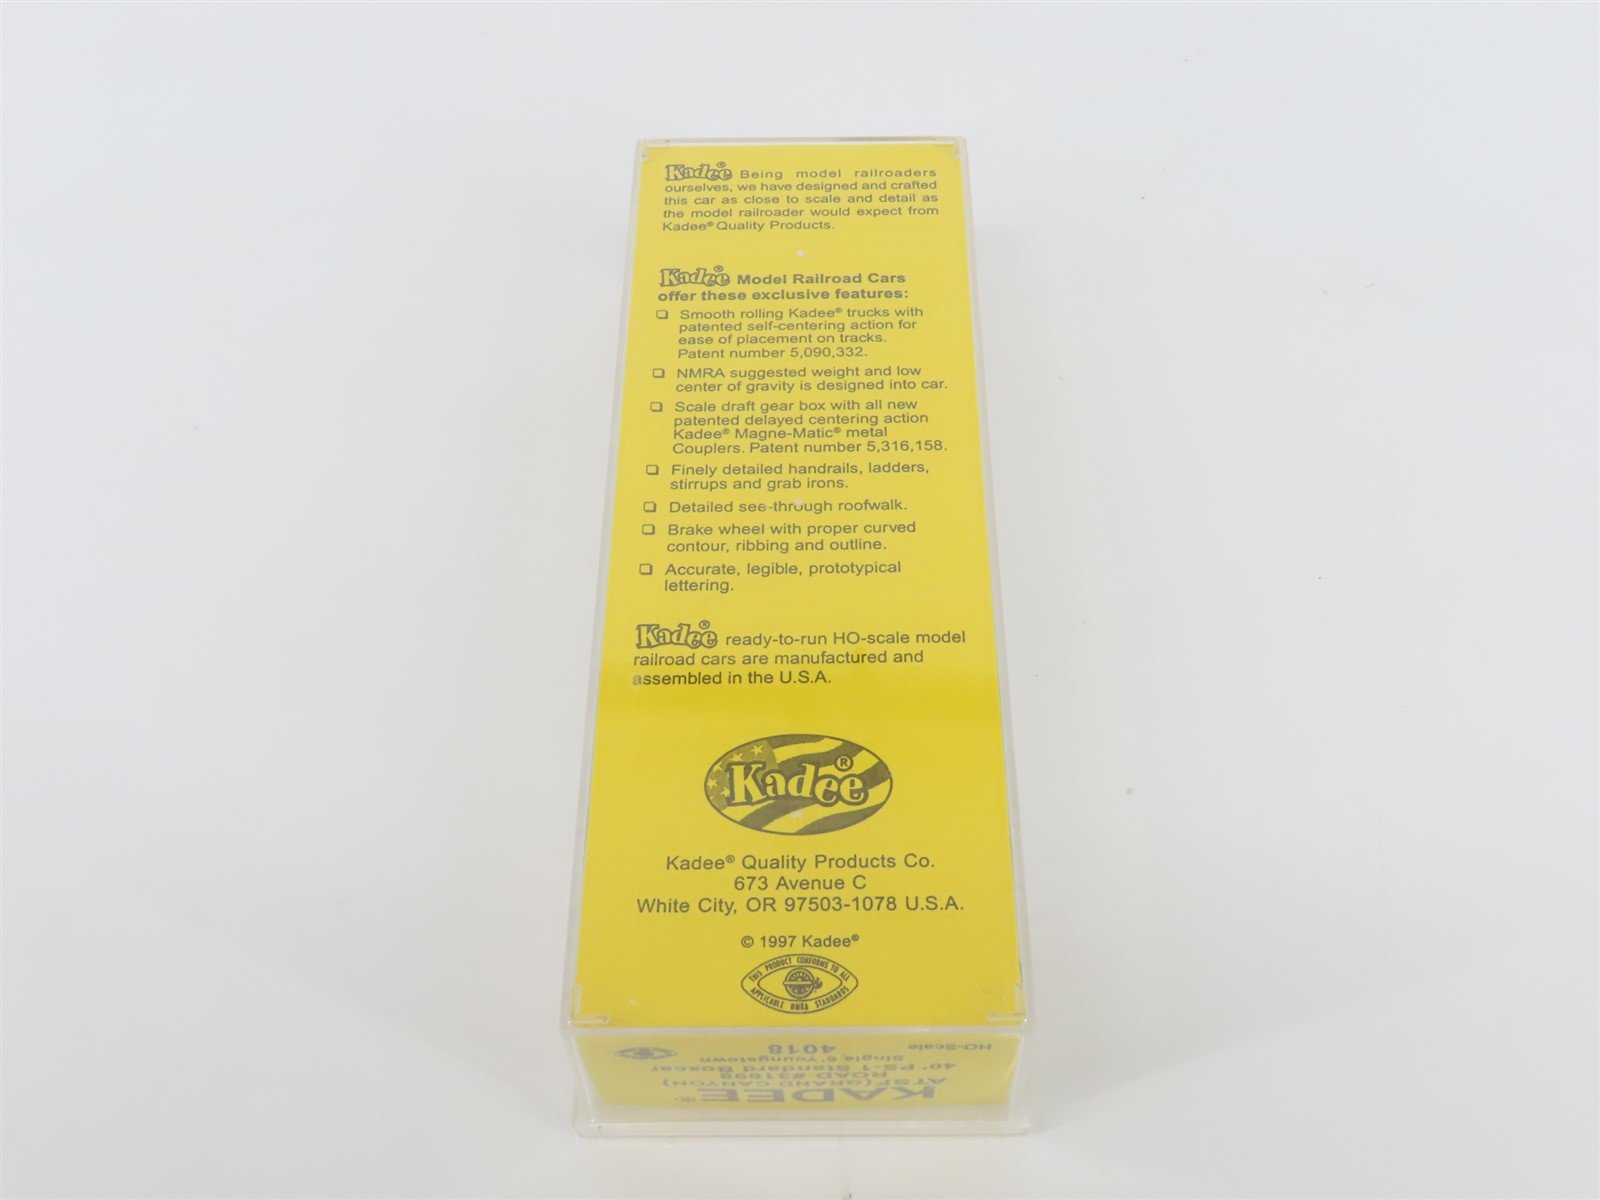 Kadee® Being model railroaders
ourselves, we have designed and crafted
this car as close to scale and detail as
the model railroader would expect from
Kadee® Quality Products.
Kadee® Model Railroad Cars
offer these exclusive features:
❏ Smooth rolling Kadee® trucks with
patented self-centering action for
ease of placement on tracks.
Patent number 5,090,332.
❏ NMRA suggested weight and low
center of gravity is designed into car.
❏ Scale draft gear box with all new
patented delayed centering action
Kadee® Magne-Matic® metal
Couplers. Patent number 5,316,158.
❏ Finely detailed handrails, ladders,
stirrups and grab irons.
❏ Detailed see-through roofwalk.
❏ Brake wheel with proper curved
contour, ribbing and outline.
❏ Accurate, legible, prototypical
lettering.
Kadee® ready-to-run HO-scale model
railroad cars are manufactured and
assembled in the U.S.A.
Kadee®
Kadee® Quality Products Co.
673 Avenue C
White City, OR 97503-1078 U.S.A.
© 1997 Kadee®
THIS PRODUCT CONFORMS TO ALL
APPLICABLE NMRA STANDARDS
KADEE®
ATSF(GRAND CANYON)
ROAD #31698
40' PS-1 Standard Boxcar
Single 6' Youngstown
HO-Scale 4018